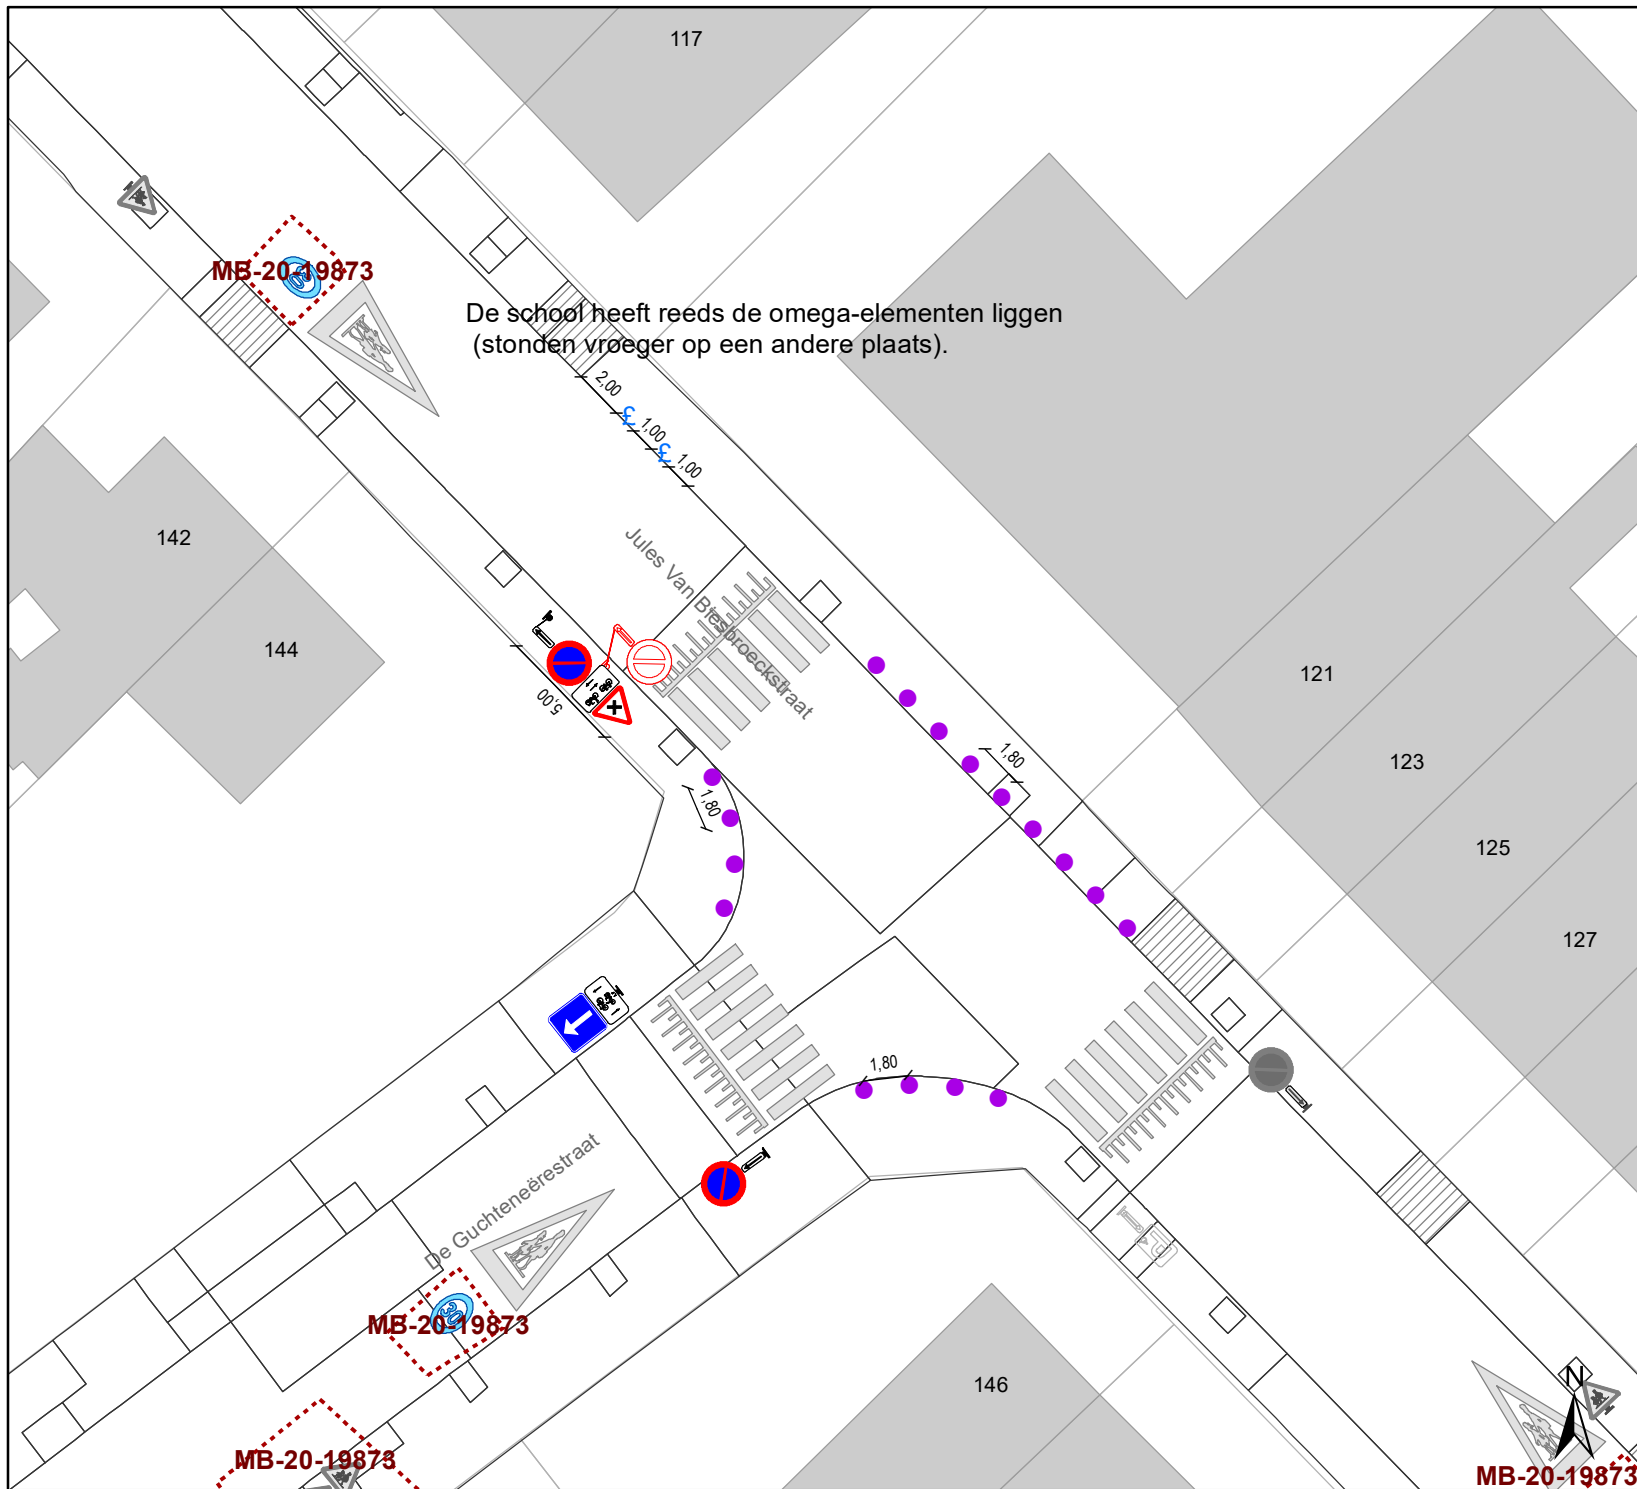 117
MB-20-19873
30
De school heeft reeds de omega-elementen liggen
(stonden vroeger op een andere plaats).
2,00
1,00
1,00
142
Jules Van Biesbroeckstraat
144
121
5,00
1,80
123
1,80
125
127
1,80
De Guchteneërestraat
30
MB-20-19873
146
N
MB-20-19873
MB-20-19873